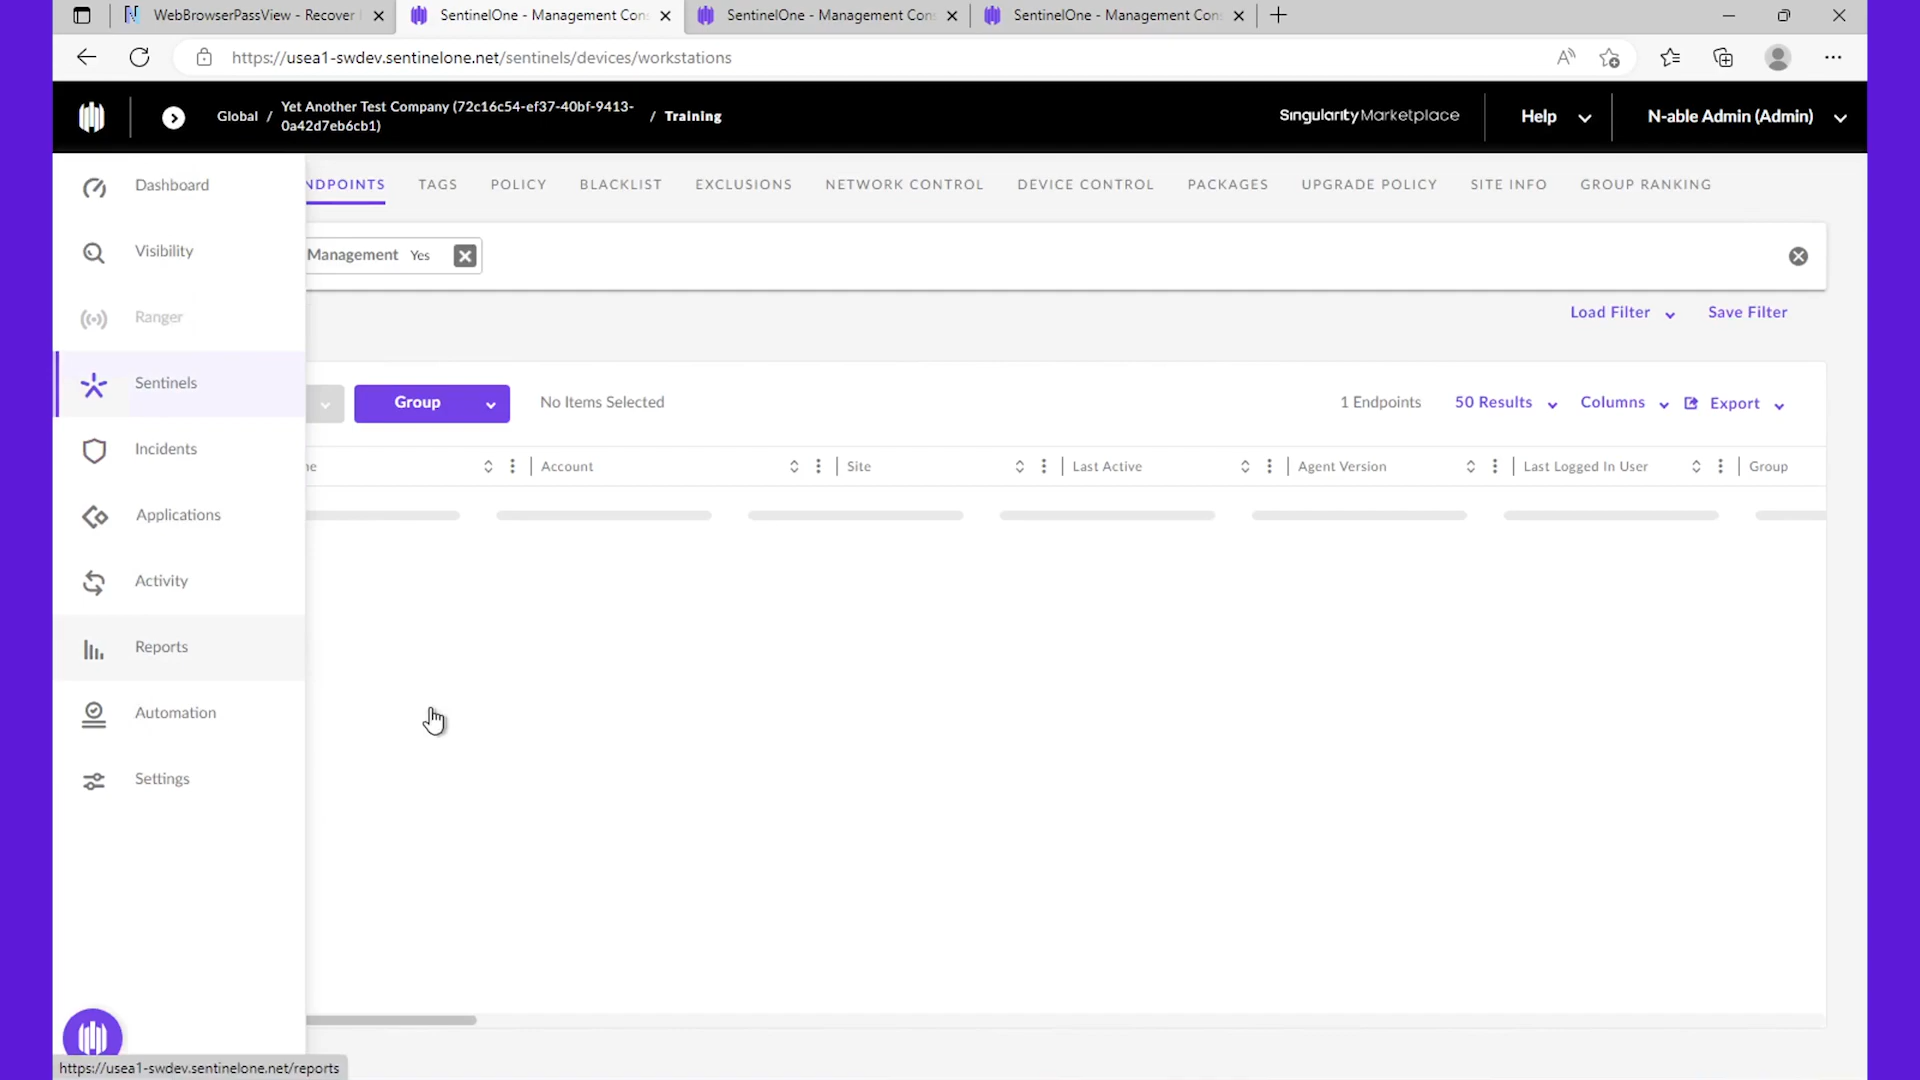 WebBrowserPassView - Recover
SentinelOne - Management Con
SentinelOne - Management Con
SentinelOne - Management Con
https://usea1-swdev.sentinelone.net/sentinels/devices/workstations
Global / Yet Another Test Company (72c16c54-ef37-40bf-9413-
0a42d7eb6cb1) / Training
Singularity Marketplace
Help
N-able Admin (Admin)
Dashboard
Visibility
Ranger
Sentinels
Incidents
Applications
Activity
Reports
Automation
Settings
NDPOINTS TAGS POLICY BLACKLIST EXCLUSIONS NETWORK CONTROL DEVICE CONTROL PACKAGES UPGRADE POLICY SITE INFO GROUP RANKING
Management Yes
Load Filter Save Filter
Group No Items Selected 1 Endpoints 50 Results Columns Export
ne Account Site Last Active Agent Version Last Logged In User Group
https://usea1-swdev.sentinelone.net/reports